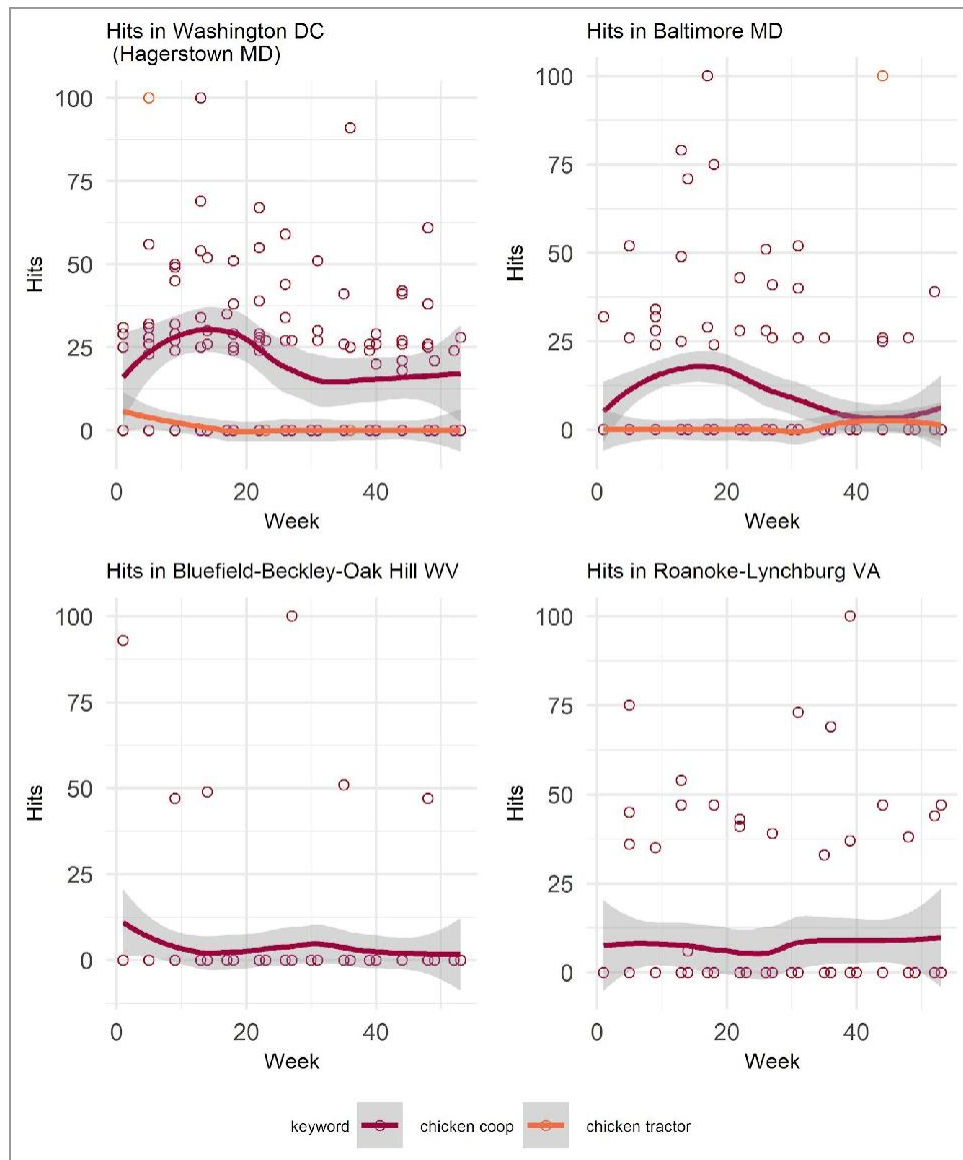 Hits in Washington DC
(Hagerstown MD)
100
75
50
25
0
Hits
0 20 40
Week
Hits in Baltimore MD
100
75
50
25
0
Hits
0 20 40
Week
Hits in Bluefield-Beckley-Oak Hill WV
100
75
50
25
0
Hits
0 20 40
Week
Hits in Roanoke-Lynchburg VA
100
75
50
25
0
Hits
0 20 40
Week
keyword chicken coop chicken tractor